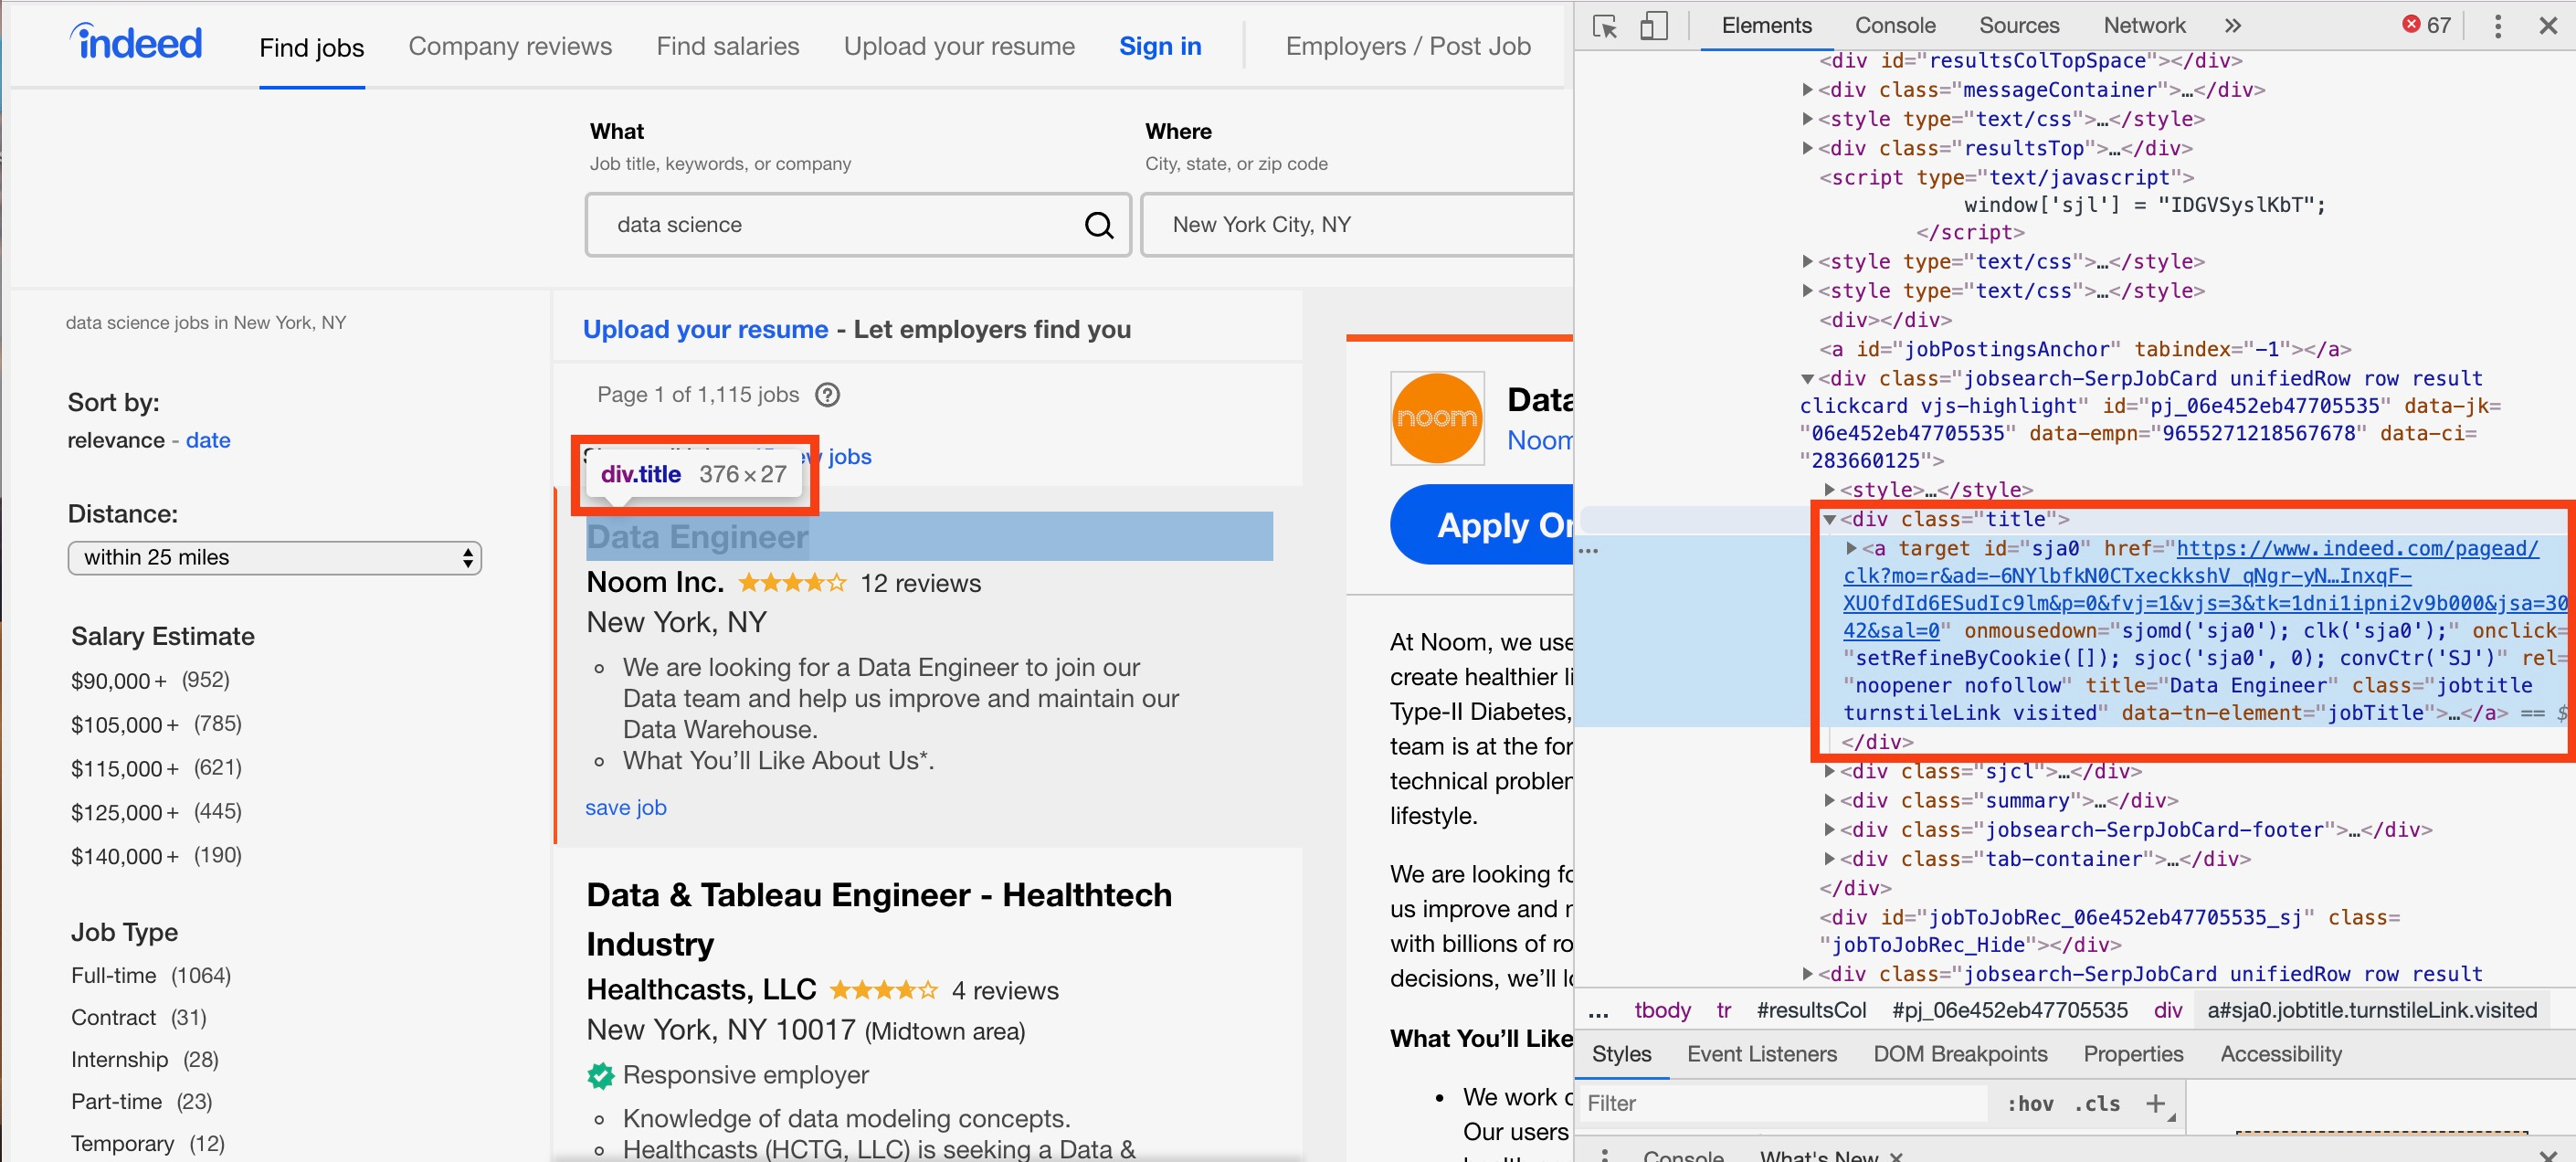 indeed
Find jobs
Company reviews
Find salaries
Upload your resume
Sign in
Employers / Post Job
What
Job title, keywords, or company
data science
Where
City, state, or zip code
New York City, NY
data science jobs in New York, NY
Sort by:
relevance - date
Distance:
within 25 miles
Salary Estimate
$90,000+ (952)
$105,000+ (785)
$115,000+ (621)
$125,000+ (445)
$140,000+ (190)
Job Type
Full-time (1064)
Contract (31)
Internship (28)
Part-time (23)
Temporary (12)
Upload your resume - Let employers find you
Page 1 of 1,115 jobs
jobs
div.title 376 × 27
Data Engineer
Noom Inc. 12 reviews
New York, NY
We are looking for a Data Engineer to join our
Data team and help us improve and maintain our
Data Warehouse.
What You'll Like About Us*.
save job
Data & Tableau Engineer - Healthtech
Industry
Healthcasts, LLC 4 reviews
New York, NY 10017 (Midtown area)
Responsive employer
Knowledge of data modeling concepts.
Healthcasts (HCTG, LLC) is seeking a Data &
noom
Data
Noom
Apply
At Noom, we use
create healthier
Type-II Diabetes,
team is at the
technical
lifestyle.
We are looking
us improve and
with billions of
decisions, we'll
What You'll Like
We work
Our users
Elements
Console
Sources
Network
»
67
<div id="resultsColTopSpace"></div>
<div class="messageContainer">…</div>
<style type="text/css">…</style>
<div class="resultsTop">…</div>
<script type="text/javascript">
window['sjl'] = "IDGVSyslKbT";
</script>
<style type="text/css">…</style>
<style type="text/css">…</style>
<div></div>
<a id="jobPostingsAnchor" tabindex="-1"></a>
<div class="jobsearch-SerpJobCard unifiedRow row result
clickcard vjs-highlight" id="pj_06e452eb47705535" data-jk=
"06e452eb47705535" data-empn="9655271218567678" data-ci=
"283660125">
<style>…</style>
<div class="title">
<a target id="sja0" href="https://www.indeed.com/pagead/
clk?mo=r&ad=-6NYlbfkN0CTxeckkshV_qNgr-yN…InxqF-
XUOfdId6ESudIc9lm&p=0&fvj=1&vjs=3&tk=1dni1ipni2v9b000&jsa=30
42&sal=0" onmousedown="sjomd('sja0'); clk('sja0');" onclick=
"setRefineByCookie([]); sjoc('sja0', 0); convCtr('SJ')" rel=
"noopener nofollow" title="Data Engineer" class="jobtitle
turnstileLink visited" data-tn-element="jobTitle">…</a> == $
</div>
<div class="sjcl">…</div>
<div class="summary">…</div>
<div class="jobsearch-SerpJobCard-footer">…</div>
<div class="tab-container">…</div>
</div>
<div id="jobToJobRec_06e452eb47705535_sj" class=
"jobToJobRec_Hide"></div>
<div class="jobsearch-SerpJobCard unifiedRow row result
... tbody tr #resultsCol #pj_06e452eb47705535 div a#sja0.jobtitle.turnstileLink.visited
Styles
Event Listeners
DOM Breakpoints
Properties
Accessibility
Filter
:hov .cls +
Console
What's New ×